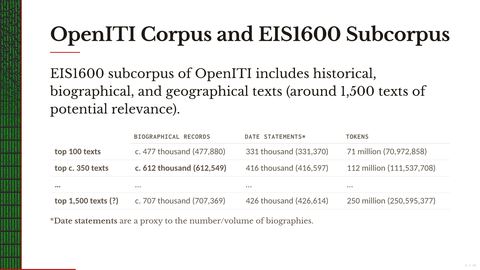 OpenITI Corpus and EIS1600 Subcorpus
EIS1600 subcorpus of OpenITI includes historical,
biographical, and geographical texts (around 1,500 texts of
potential relevance).
BIOGRAPHICAL RECORDS DATE STATEMENTS* TOKENS
top 100 texts c. 477 thousand (477,880) 331 thousand (331,370) 71 million (70,972,858)
top c. 350 texts c. 612 thousand (612,549) 416 thousand (416,597) 112 million (111,537,708)
... ... ... ...
top 1,500 texts (?) c. 707 thousand (707,369) 426 thousand (426,614) 250 million (250,595,377)
*Date statements are a proxy to the number/volume of biographies.